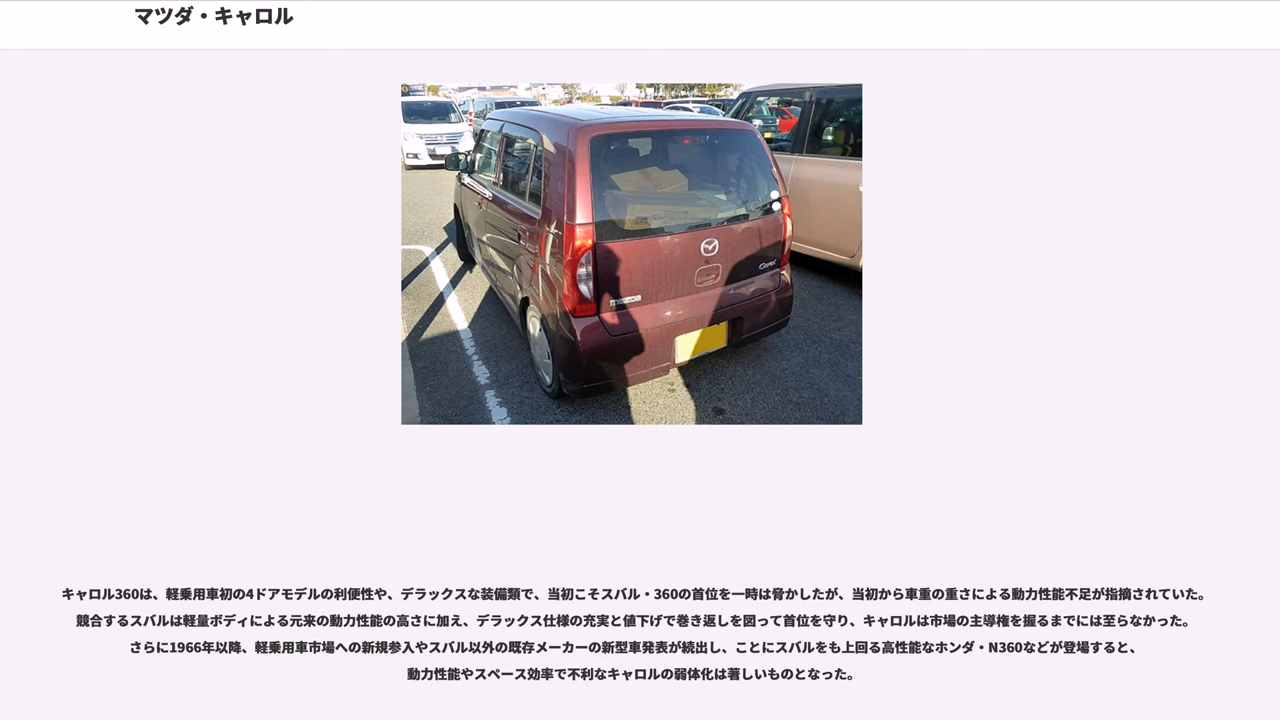 マツダ・キャロル
Carol
mazda
キャロル360は、軽乗用車初の4ドアモデルの利便性や、デラックスな装備類で、当初こそスバル・360の首位を一時は脅かしたが、当初から車重の重さによる動力性能不足が指摘されていた。
競合するスバルは軽量ボディによる元来の動力性能の高さに加え、デラックス仕様の充実と値下げで巻き返しを図って首位を守り、キャロルは市場の主導権を握るまでには至らなかった。
さらに1966年以降、軽乗用車市場への新規参入やスバル以外の既存メーカーの新型車発表が続出し、ことにスバルをも上回る高性能なホンダ・N360などが登場すると、
動力性能やスペース効率で不利なキャロルの弱体化は著しいものとなった。